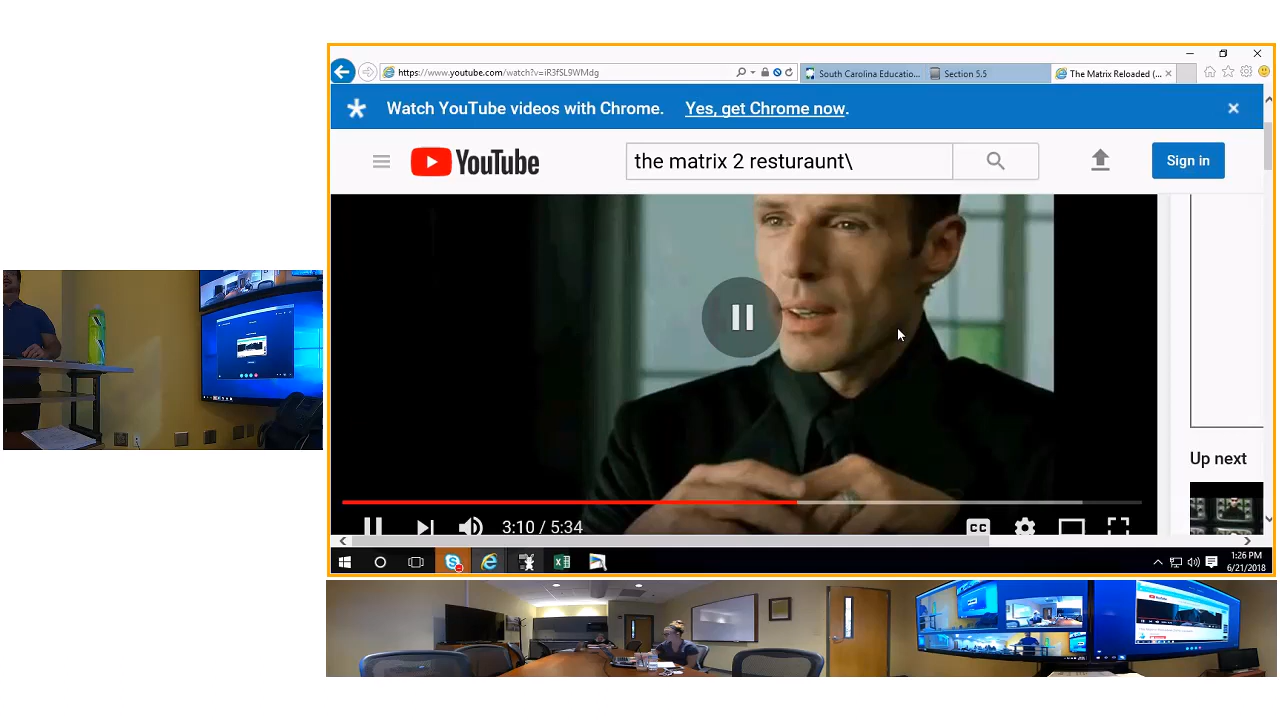 https://www.youtube.com/watch?v=iR3fSL9WMdg
South Carolina Educatio...
Section 5.5
The Matrix Reloaded (...
Watch YouTube videos with Chrome.
Yes, get Chrome now.
YouTube
the matrix 2 resturaunt\
Sign in
Up next
3:10 / 5:34
CC
1:26 PM
6/21/2018